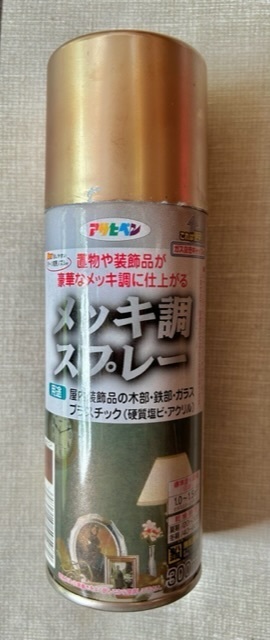 アサヒペン
置物や装飾品が
豪華なメッキ調に仕上がる
メッキ調
スプレー
用途
屋内装飾品の木部・鉄部・ガラス
プラスチック(硬質塩ビ・アクリル)
300